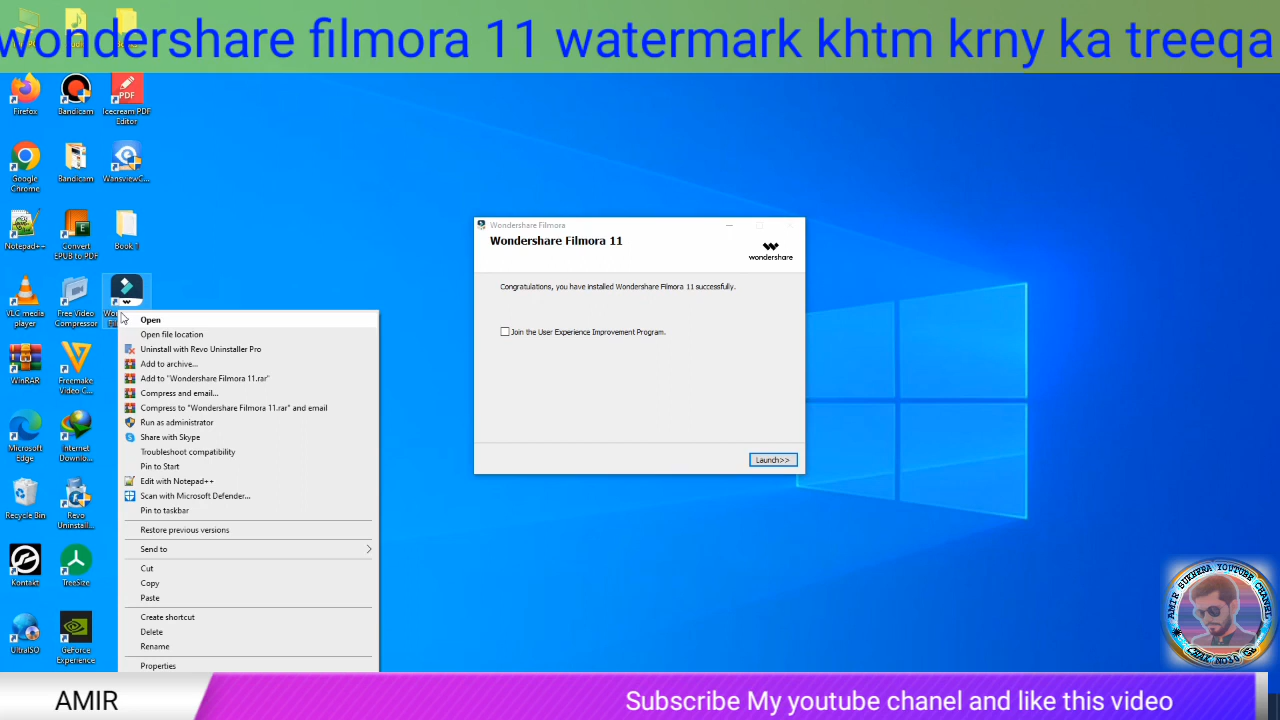 wondershare filmora 11 watermark khtm krny ka treeqa
Firefox
Bandicam
Icecream PDF
Editor
Google
Chrome
Bandicam
WansviewC...
Notepad++
Convert
EPUB to PDF
Book 1
VLC media
player
Free Video
Compressor
WinRAR
Freemake
Video C...
Microsoft
Edge
Internet
Downlo...
Recycle Bin
Revo
Uninstall...
Kontakt
TreeSize
UltraISO
GeForce
Experience
Open
Open file location
Uninstall with Revo Uninstaller Pro
Add to archive...
Add to "Wondershare Filmora 11.rar"
Compress and email...
Compress to "Wondershare Filmora 11.rar" and email
Run as administrator
Share with Skype
Troubleshoot compatibility
Pin to Start
Edit with Notepad++
Scan with Microsoft Defender...
Pin to taskbar
Restore previous versions
Send to
Cut
Copy
Paste
Create shortcut
Delete
Rename
Properties
Wondershare Filmora
Wondershare Filmora 11
wondershare
Congratulations, you have installed Wondershare Filmora 11 successfully.
Join the User Experience Improvement Program.
Launch>>
AMIR SUKHERA YOUTUBE CHANEL
AMIR
Subscribe My youtube chanel and like this video